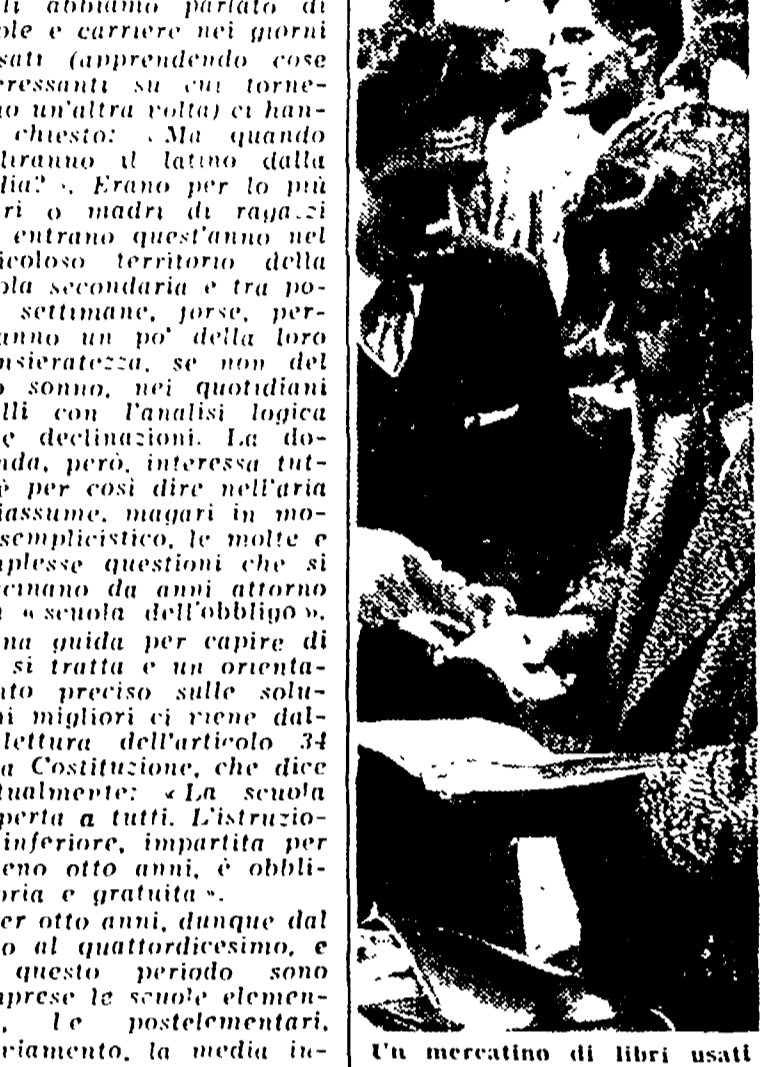 li abbiamo parlato di
ole e carriere nei giorni
sati (apprendendo cose
eressanti su cui torne-
o un'altra volta) ci han-
chiesto: « Ma quando
liranno il latino dalla
dia? ». Erano per lo più
ri o madri di ragazzi
entrano quest'anno nel
icoloso territorio della
ola secondaria e tra po-
settimane, forse, per-
anno un po' della loro
nsieratezza, se non del
o sonno, nei quotidiani
lli con l'analisi logica
e declinazioni. La do-
nda, però, interessa tut-
è per così dire nell'aria
iassume, magari in mo-
semplicistico, le molte e
mplesse questioni che si
scinano da anni attorno
a « scuola dell'obbligo ».
na guida per capire di
si tratta e un orienta-
nto preciso sulle solu-
ni migliori ci viene dal-
lettura dell'articolo 34
a Costituzione, che dice
tualmente: « La scuola
perta a tutti. L'istruzio-
inferiore, impartita per
eno otto anni, è obbli-
oria e gratuita ».
er otto anni, dunque dal
o al quattordicesimo, e
questo periodo sono
mprese le scuole elemen-
, le postelementari,
riamento, la media in-
Un mercatino di libri usati